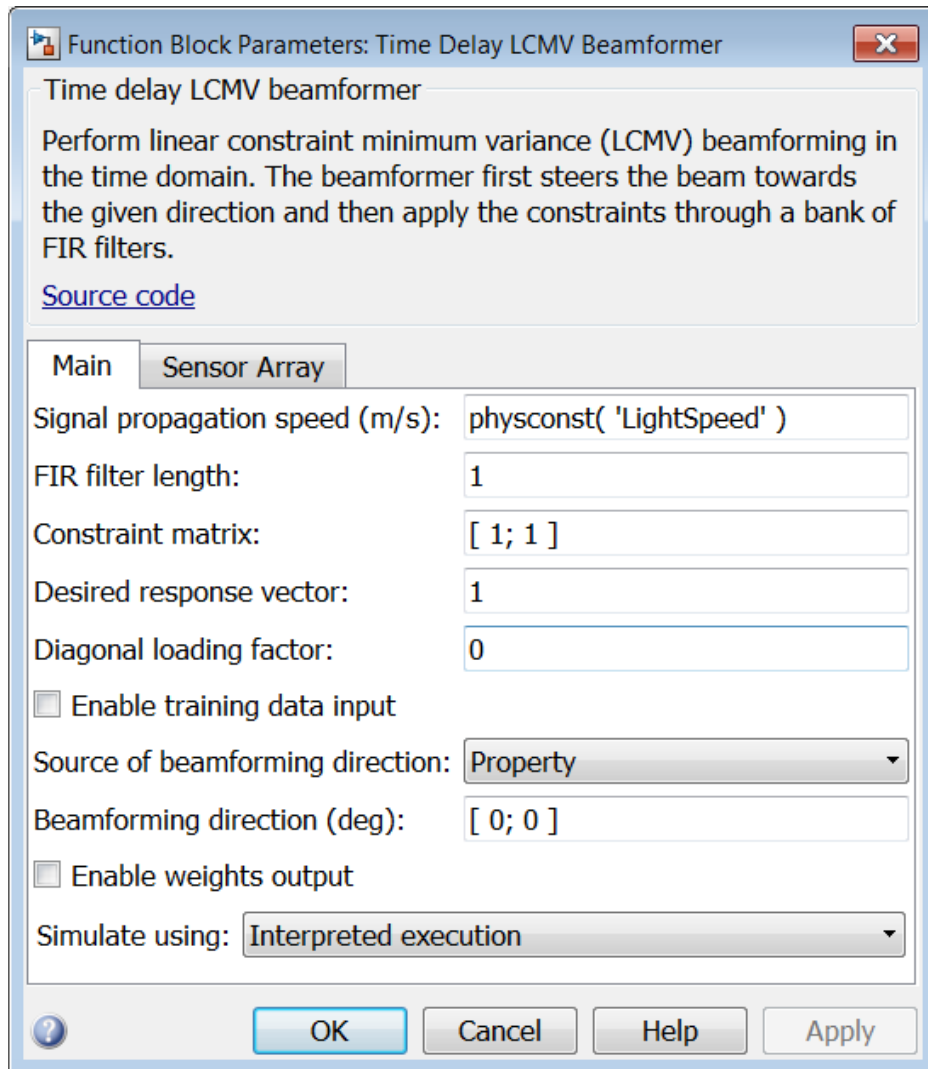 Function Block Parameters: Time Delay LCMV Beamformer
Time delay LCMV beamformer
Perform linear constraint minimum variance (LCMV) beamforming in
the time domain. The beamformer first steers the beam towards
the given direction and then apply the constraints through a bank of
FIR filters.
Source code
Main Sensor Array
Signal propagation speed (m/s): physconst( 'LightSpeed' )
FIR filter length: 1
Constraint matrix: [ 1; 1 ]
Desired response vector: 1
Diagonal loading factor: 0
Enable training data input
Source of beamforming direction: Property
Beamforming direction (deg): [ 0; 0 ]
Enable weights output
Simulate using: Interpreted execution
? OK Cancel Help Apply